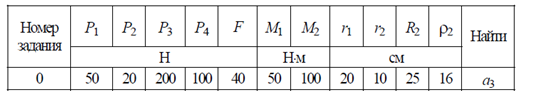 Номер задания P1 P2 P3 P4 F M1 M2 r1 r2 R2 ρ2 Найти
Н Н·м см
0 50 20 200 100 40 50 100 20 10 25 16 a3